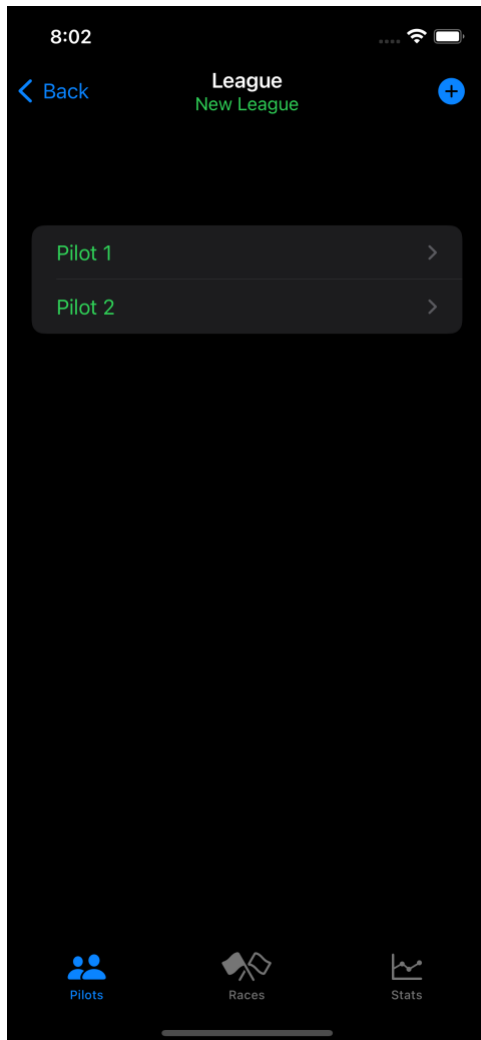 8:02
Back
League
New League
Pilot 1
Pilot 2
Pilots
Races
Stats